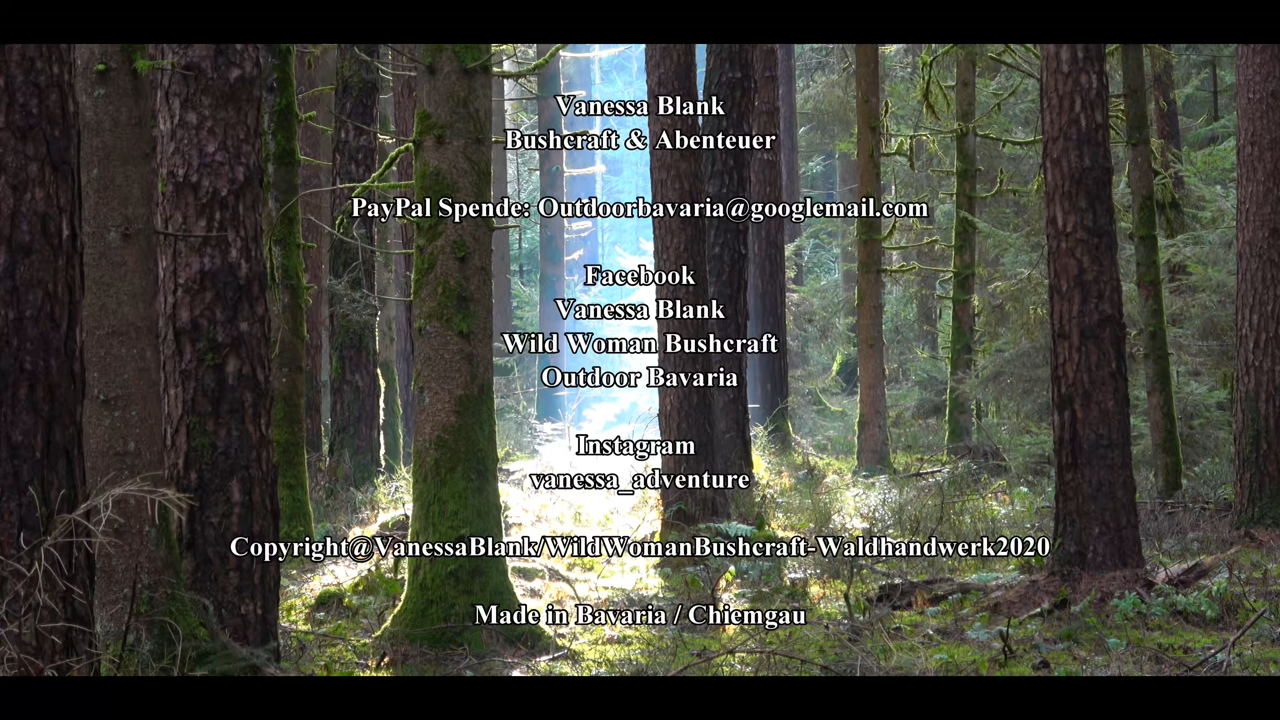 Vanessa Blank
Bushcraft & Abenteuer
PayPal Spende: Outdoorbavaria@googlemail.com
Facebook
Vanessa Blank
Wild Woman Bushcraft
Outdoor Bavaria
Instagram
vanessa_adventure
Copyright@VanessaBlank/WildWomanBushcraft-Waldhandwerk2020
Made in Bavaria / Chiemgau